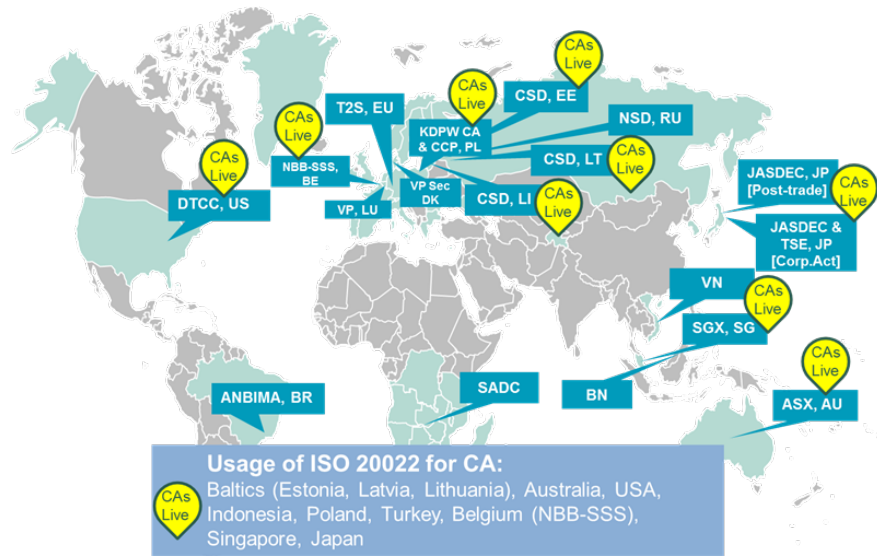 CAs
Live
T2S, EU
CAs
Live
CSD, EE
CAs
Live
KDPW CA
& CCP, PL
NSD, RU
CAs
Live
NBB-SSS,
BE
CSD, LT
CAs
Live
CAs
Live
DTCC, US
VP, LU
VP Sec
DK
CSD, LI
CAs
Live
JASDEC, JP
[Post-trade]
CAs
Live
JASDEC &
TSE, JP
[Corp.Act]
VN
CAs
Live
SGX, SG
BN
SADC
ANBIMA, BR
CAs
Live
ASX, AU
Usage of ISO 20022 for CA:
CAs
Live
Baltics (Estonia, Latvia, Lithuania), Australia, USA,
Indonesia, Poland, Turkey, Belgium (NBB-SSS),
Singapore, Japan